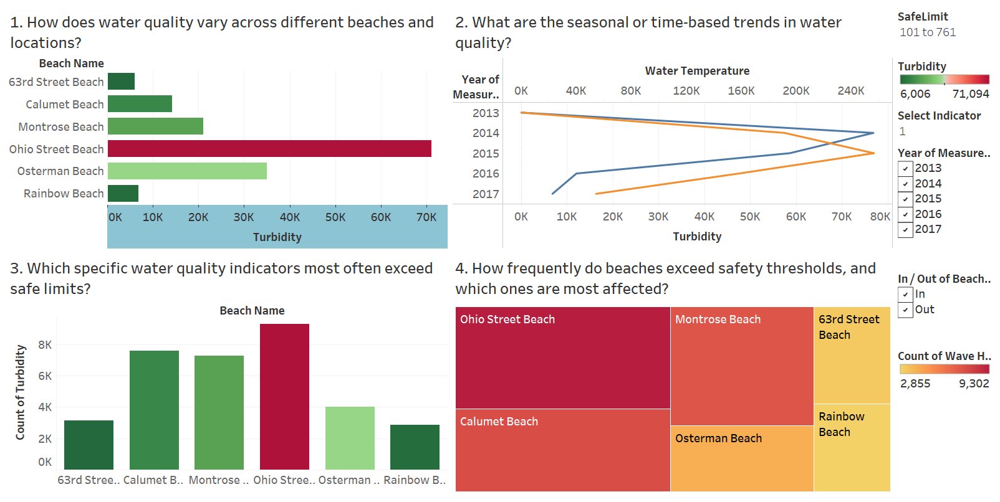 1. How does water quality vary across different beaches and
locations?
Beach Name
63rd Street Beach
Calumet Beach
Montrose Beach
Ohio Street Beach
Osterman Beach
Rainbow Beach
0K 10K 20K 30K 40K 50K 60K 70K
Turbidity
2. What are the seasonal or time-based trends in water
quality?
Water Temperature
Year of
Measur..
0K 40K 80K 120K 160K 200K 240K
2013
2014
2015
2016
2017
0K 10K 20K 30K 40K 50K 60K 70K 80K
Turbidity
SafeLimit
101 to 761
Turbidity
6,006 71,094
Select Indicator
1
Year of Measure..
2013
2014
2015
2016
2017
3. Which specific water quality indicators most often exceed
safe limits?
Beach Name
Count of Turbidity
8K
6K
4K
2K
0K
63rd Stree.. Calumet B.. Montrose .. Ohio Stree.. Osterman .. Rainbow B..
4. How frequently do beaches exceed safety thresholds, and
which ones are most affected?
Ohio Street Beach
Calumet Beach
Montrose Beach
Osterman Beach
63rd Street
Beach
Rainbow
Beach
In / Out of Beach..
In
Out
Count of Wave H..
2,855 9,302